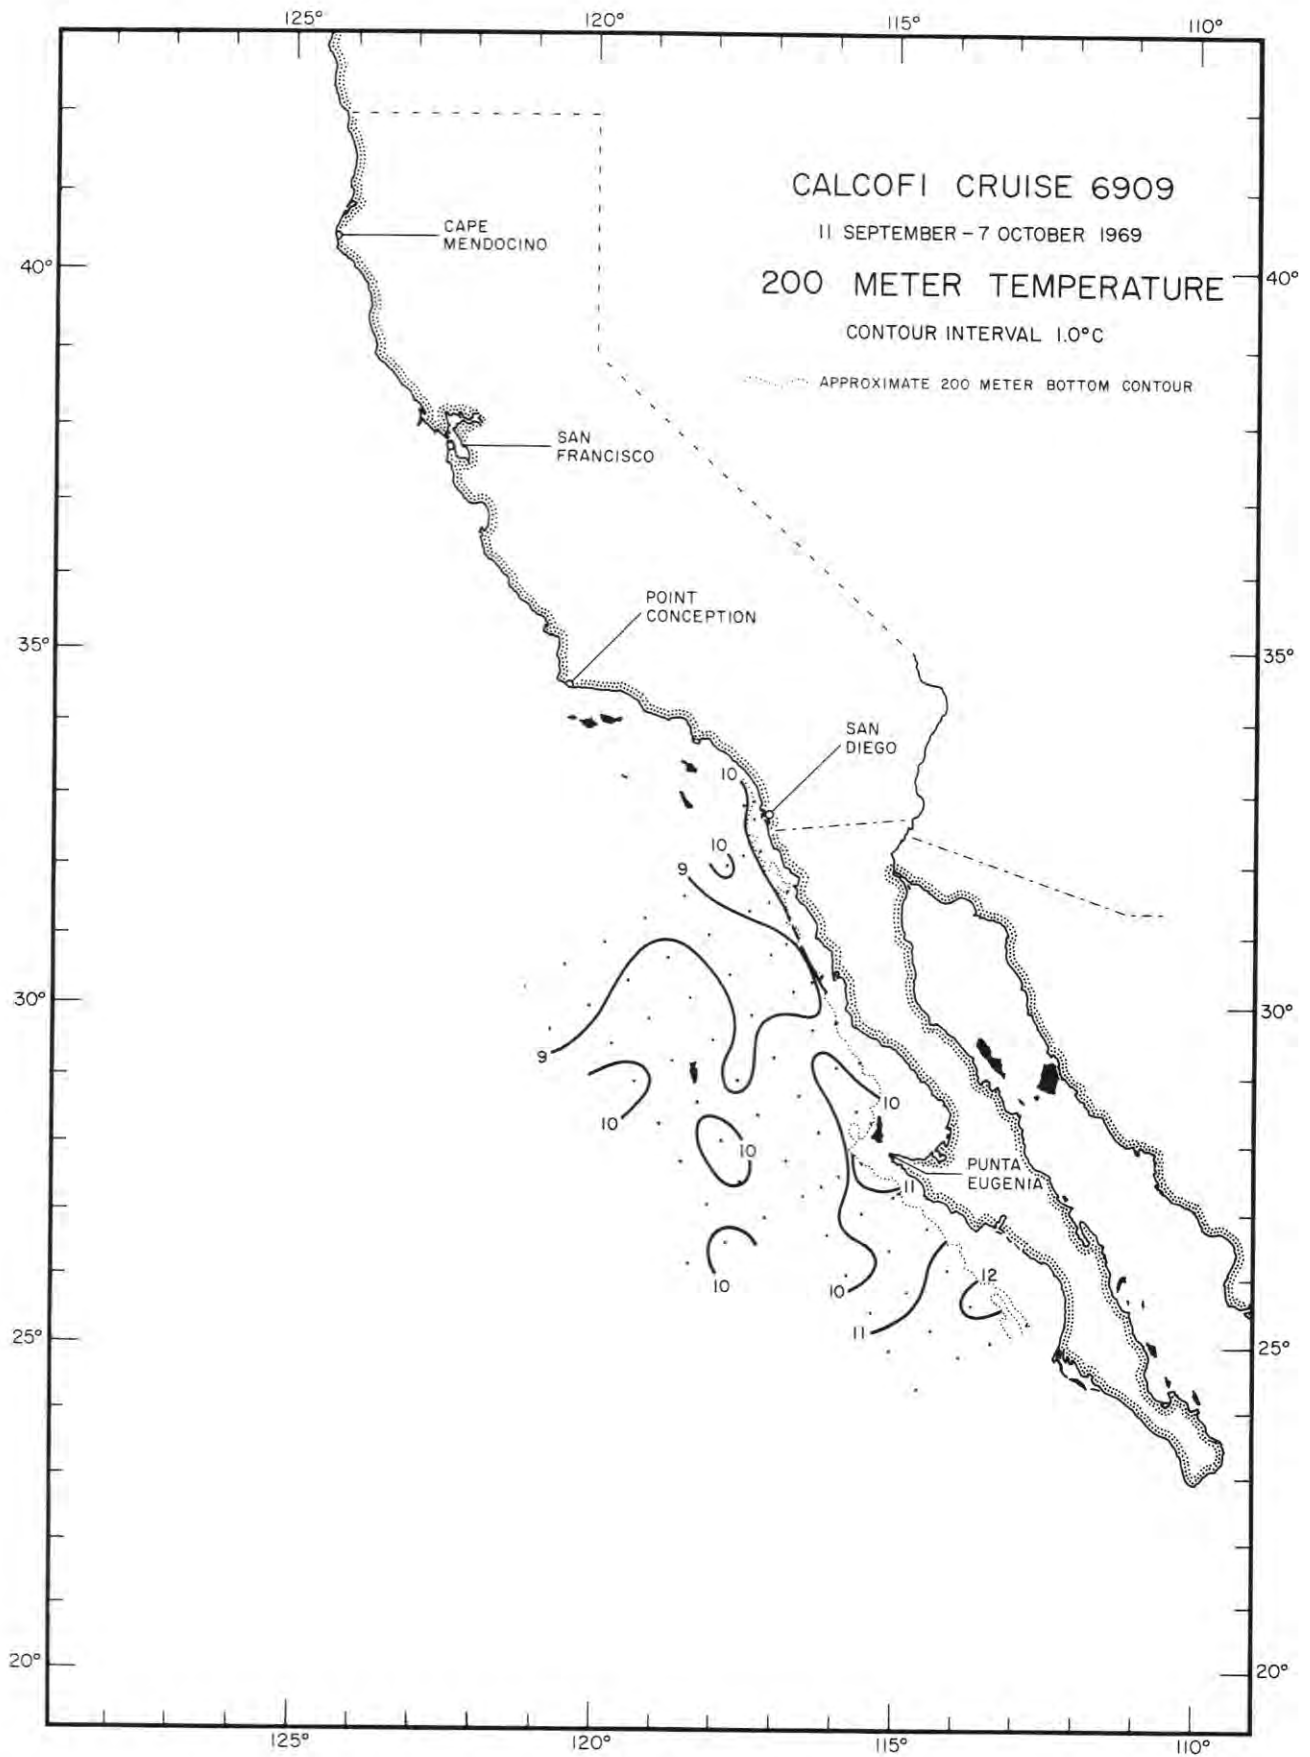 125° 120° 115° 110°
CALCOFI CRUISE 6909
11 SEPTEMBER – 7 OCTOBER 1969
CAPE
MENDOCINO
40° 40°
200 METER TEMPERATURE
CONTOUR INTERVAL 1.0°C
APPROXIMATE 200 METER BOTTOM CONTOUR
SAN
FRANCISCO
POINT
CONCEPTION
35° 35°
SAN
DIEGO
10
10
9
30° 30°
9
10
10
10
PUNTA
EUGENIA
11
10
10
12
11
25° 25°
20° 20°
125° 120° 115° 110°